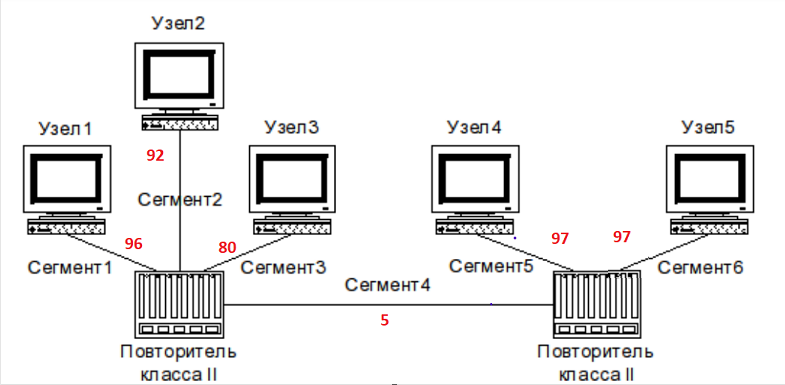 Узел2
Узел1
Узел3
Узел4
Узел5
92
Сегмент2
96
80
97
97
Сегмент1
Сегмент3
Сегмент5
Сегмент6
Сегмент4
5
Повторитель
класса II
Повторитель
класса II